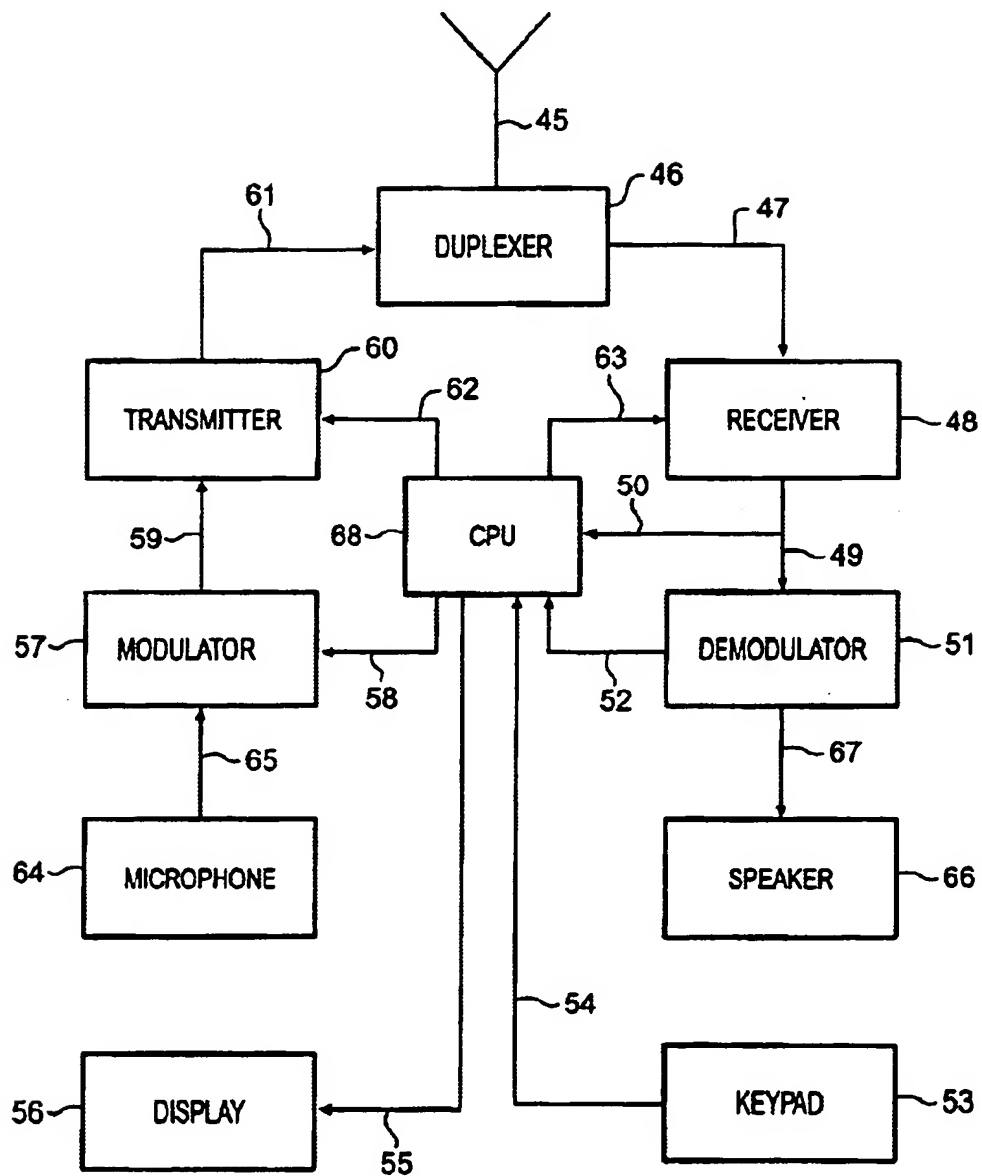 45
46
DUPLEXER
61
47
60
TRANSMITTER
62
63
RECEIVER
48
50
68
CPU
59
49
57
MODULATOR
58
52
DEMODULATOR
51
65
67
64
MICROPHONE
SPEAKER
66
54
56
DISPLAY
55
KEYPAD
53